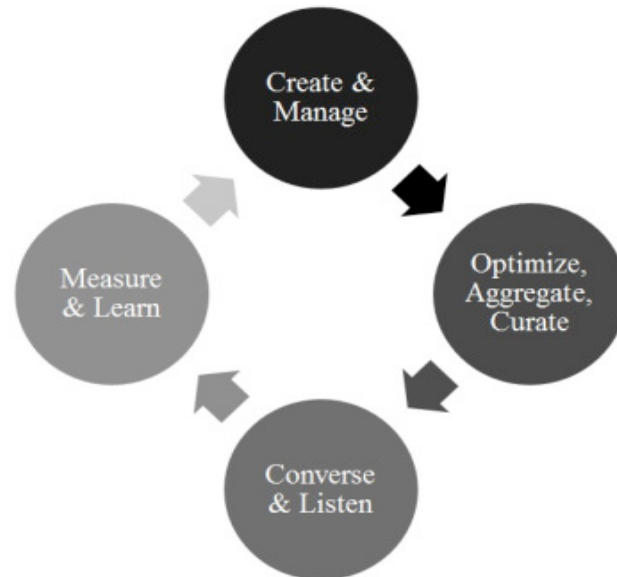 Create &
Manage
Optimize,
Aggregate,
Curate
Converse
& Listen
Measure
& Learn